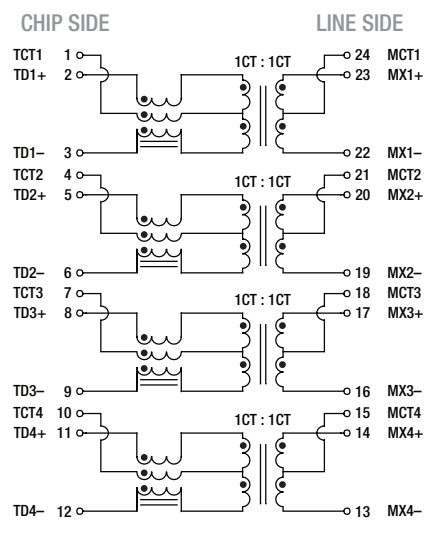 CHIP SIDE LINE SIDE
TCT1 1 1CT : 1CT 24 MCT1
TD1+ 2 23 MX1+
TD1– 3 22 MX1–
TCT2 4 1CT : 1CT 21 MCT2
TD2+ 5 20 MX2+
TD2– 6 19 MX2–
TCT3 7 1CT : 1CT 18 MCT3
TD3+ 8 17 MX3+
TD3– 9 16 MX3–
TCT4 10 1CT : 1CT 15 MCT4
TD4+ 11 14 MX4+
TD4– 12 13 MX4–